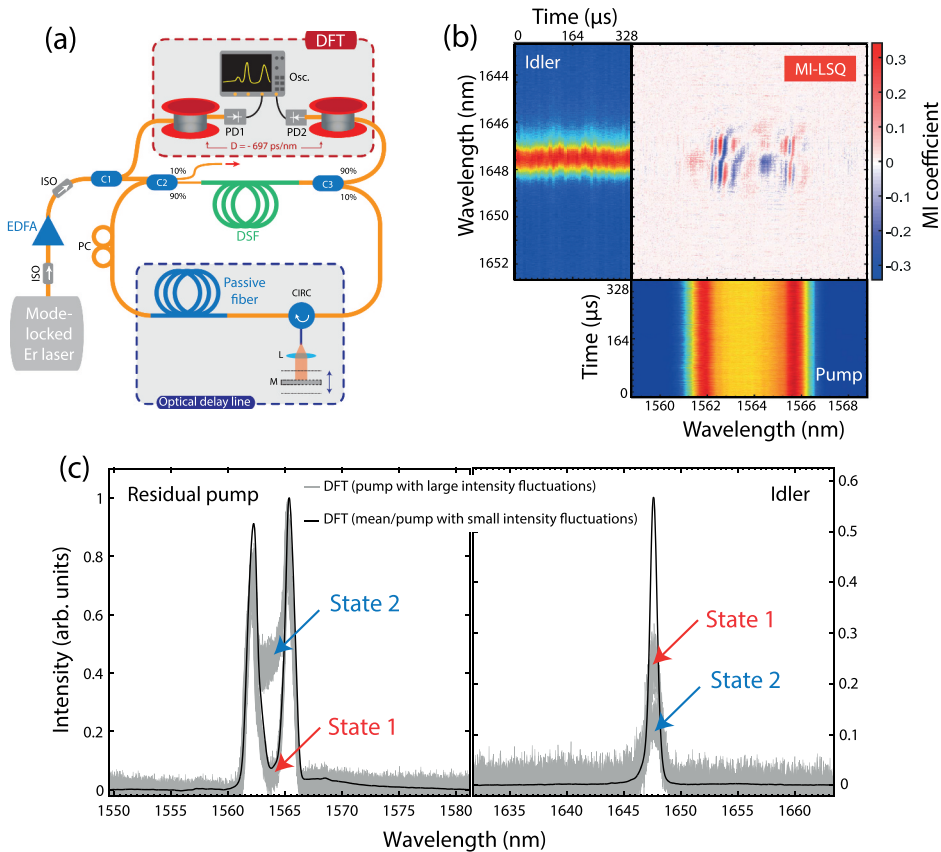 (a)
DFT
Osc.
PD1
PD2
D = - 697 ps/nm
ISO
C1
10%
C2
90%
90%
C3
10%
DSF
EDFA
PC
ISO
Mode-
locked
Er laser
Passive
fiber
CIRC
L
M
Optical delay line
(b)
Time (µs)
0 164 328
Idler
MI-LSQ
Wavelength (nm)
1644
1646
1648
1650
1652
0.3
0.2
0.1
0
-0.1
-0.2
-0.3
MI coefficient
Time (µs)
328
164
0
Pump
1560 1562 1564 1566 1568
Wavelength (nm)
(c)
Residual pump
DFT (pump with large intensity fluctuations)
DFT (mean/pump with small intensity fluctuations)
Idler
Intensity (arb. units)
1
0.8
0.6
0.4
0.2
0
State 2
State 1
State 1
State 2
0.6
0.5
0.4
0.3
0.2
0.1
0
1550 1555 1560 1565 1570 1575 1580
1635 1640 1645 1650 1655 1660
Wavelength (nm)